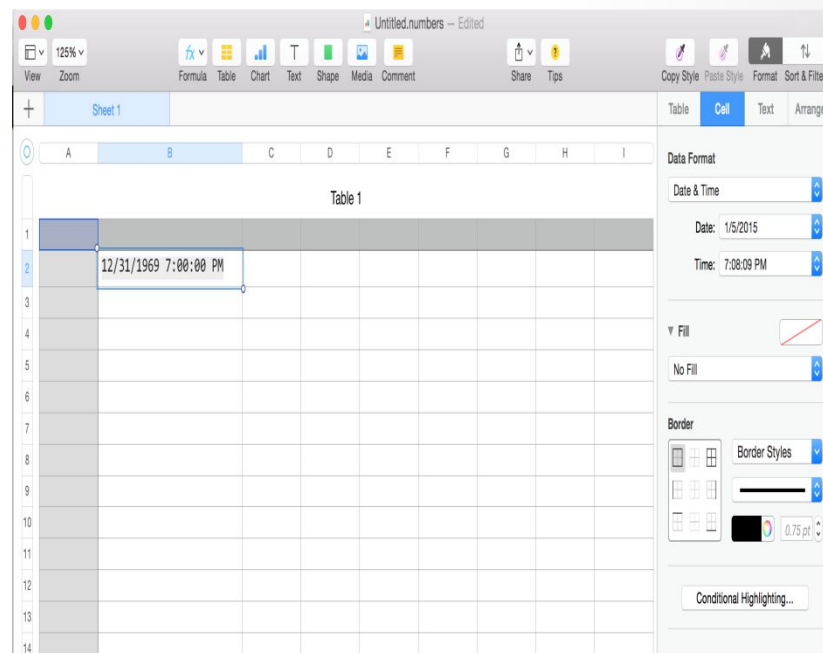 Untitled.numbers — Edited
125%
View Zoom Formula Table Chart Text Shape Media Comment Share Tips Copy Style Paste Style Format Sort & Filte
Sheet 1 Table Cell Text Arrange
A B C D E F G H I
Data Format
Table 1
Date & Time
1
Date: 1/5/2015
2 12/31/1969 7:00:00 PM
Time: 7:08:09 PM
3
4
Fill
5
No Fill
6
7
Border
8
Border Styles
9
10
0.75 pt
11
12
Conditional Highlighting...
13
14